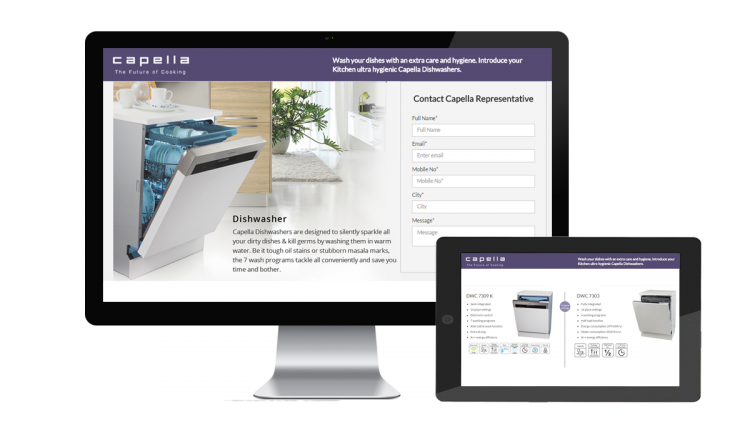 capella
The Future of Cooking
Wash your dishes with an extra care and hygiene. Introduce your
Kitchen ultra hygienic Capella Dishwashers.
Contact Capella Representative
Full Name*
Full Name
Email*
Enter email
Mobile No*
Mobile No*
City*
City
Message*
Message
Dishwasher
Capella Dishwashers are designed to silently sparkle all
your dirty dishes & kill germs by washing them in warm
water. Be it tough oil stains or stubborn masala marks,
the 7 wash programs tackle all conveniently and save you
time and bother.
capella
The Future of Cooking
Wash your dishes with an extra care and hygiene. Introduce your
Kitchen ultra hygienic Capella Dishwashers.
DWC 7309 K
DWC 7303